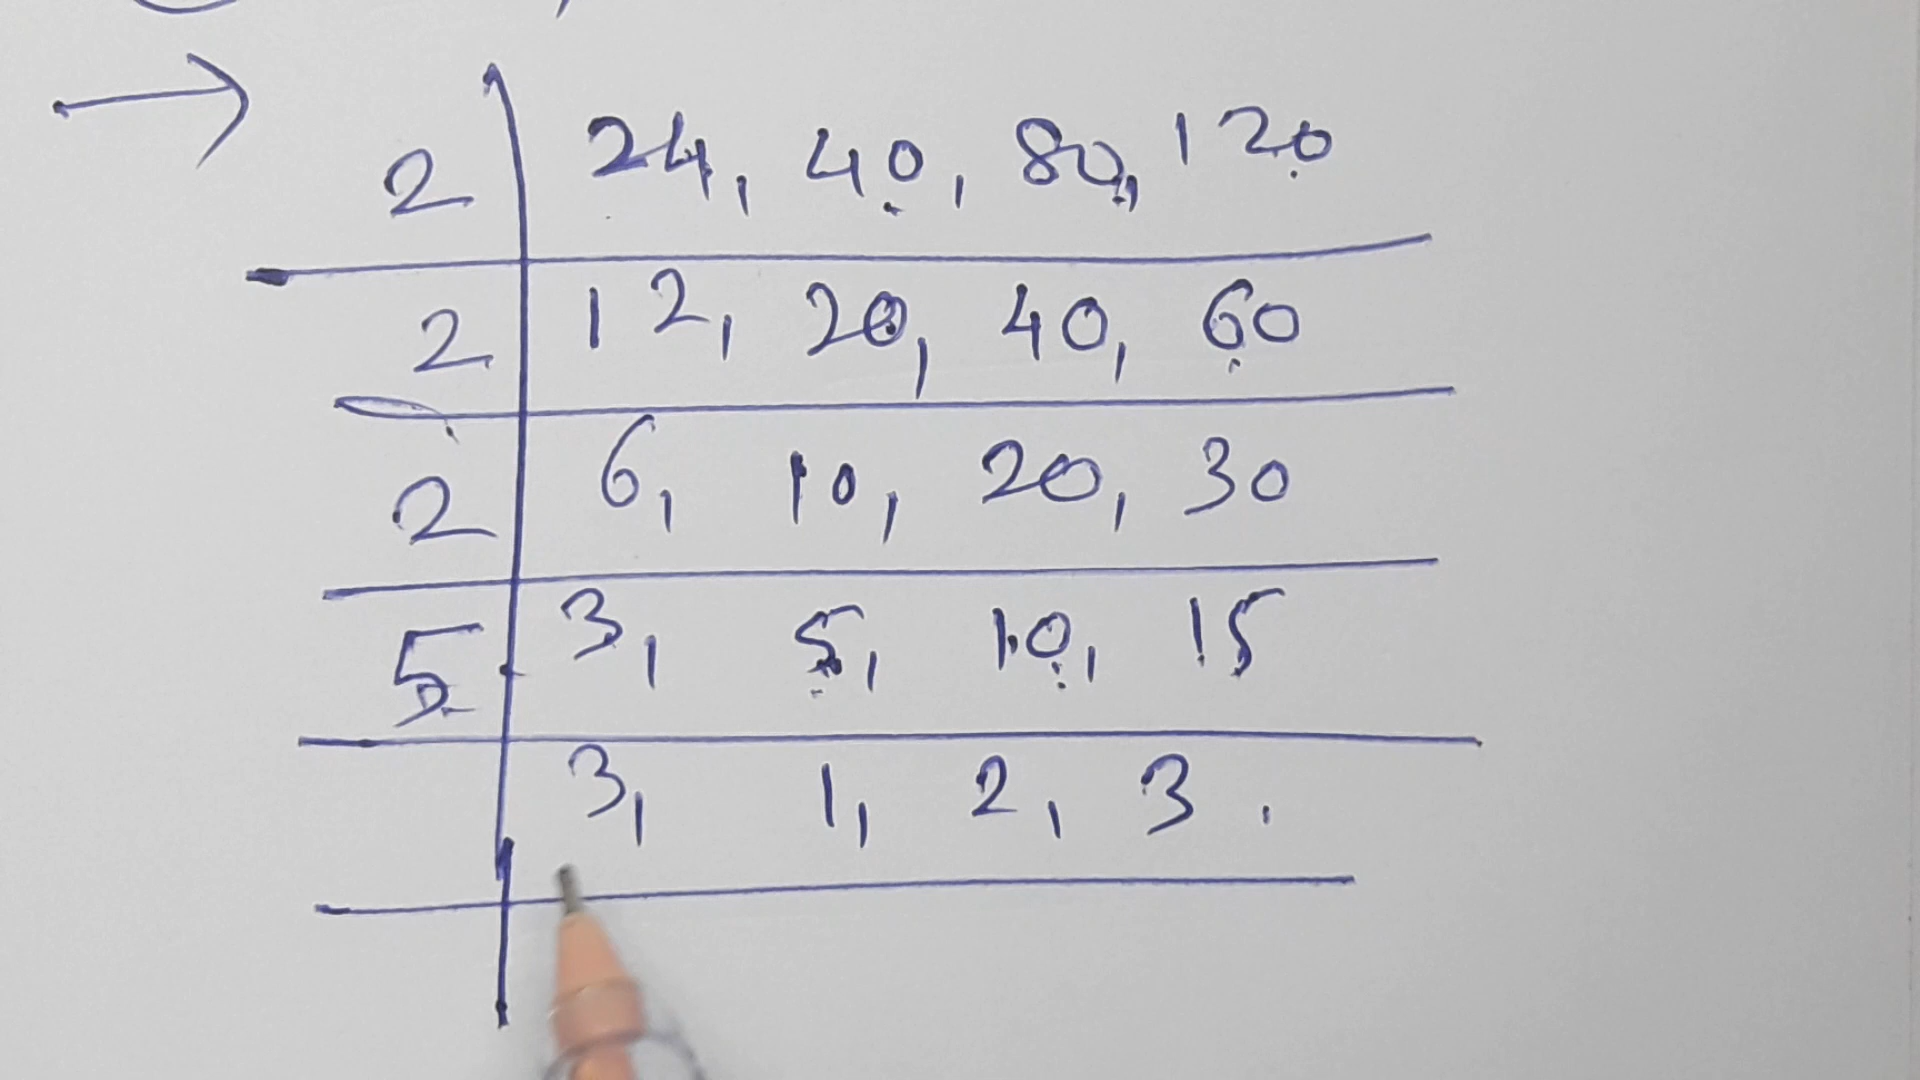 2 24, 40, 80, 120
2 12, 20, 40, 60
2 6, 10, 20, 30
5 3, 5, 10, 15
3, 1, 2, 3.